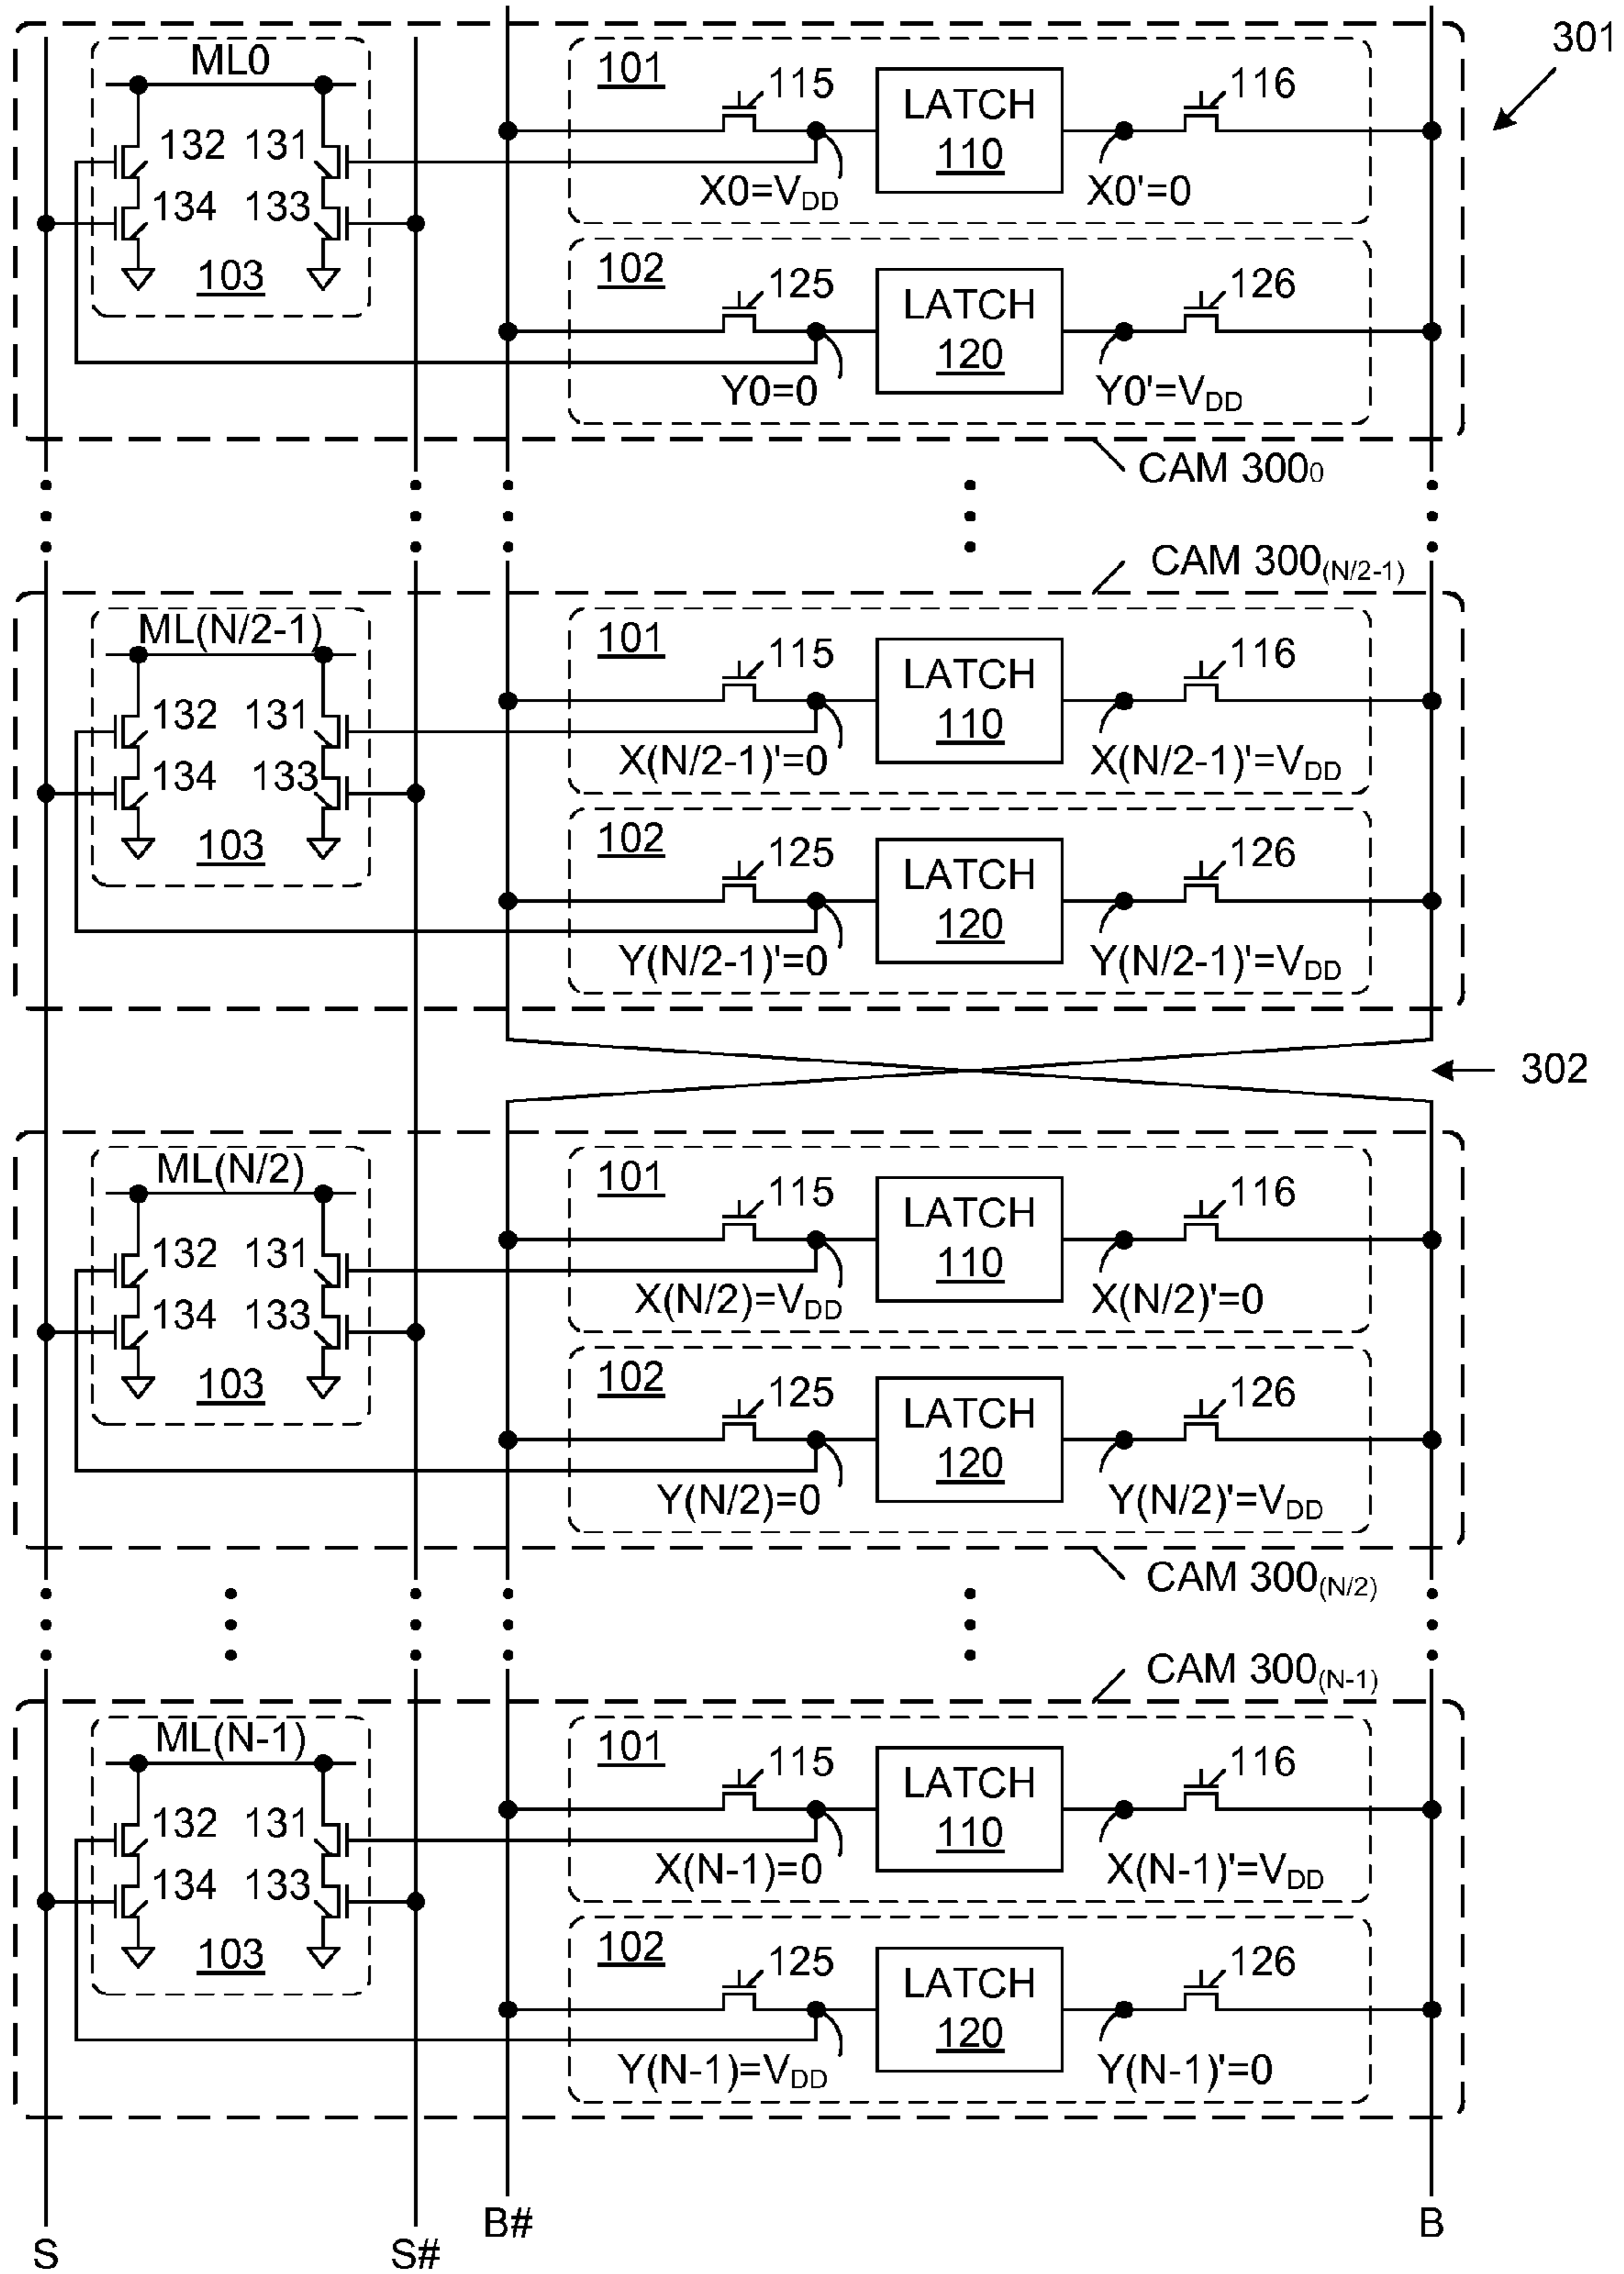 301
ML0
101
115
LATCH
110
116
132
131
X0=VDD
X0'=0
134
133
103
102
125
LATCH
120
126
Y0=0
Y0'=VDD
CAM 3000
CAM 300(N/2-1)
ML(N/2-1)
101
115
LATCH
110
116
132
131
X(N/2-1)'=0
X(N/2-1)'=VDD
134
133
103
102
125
LATCH
120
126
Y(N/2-1)'=0
Y(N/2-1)'=VDD
302
ML(N/2)
101
115
LATCH
110
116
132
131
X(N/2)=VDD
X(N/2)'=0
134
133
103
102
125
LATCH
120
126
Y(N/2)=0
Y(N/2)'=VDD
CAM 300(N/2)
CAM 300(N-1)
ML(N-1)
101
115
LATCH
110
116
132
131
X(N-1)=0
X(N-1)'=VDD
134
133
103
102
125
LATCH
120
126
Y(N-1)=VDD
Y(N-1)'=0
S
S#
B#
B